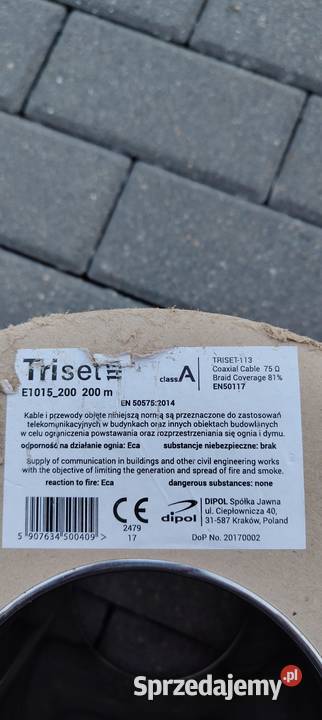 Triset
class A
TRISET-113
Coaxial Cable 75 Ω
Braid Coverage 81%
EN50117
E1015_200 200 m
EN 50575:2014
Kable i przewody objęte niniejszą normą są przeznaczone do zastosowań
telekomunikacyjnych w budynkach oraz innych obiektach budowlanych
w celu ograniczenia powstawania oraz rozprzestrzeniania się ognia i dymu.
odporność na działanie ognia: Eca substancje niebezpieczne: brak
Supply of communication in buildings and other civil engineering works
with the objective of limiting the generation and spread of fire and smoke.
reaction to fire: Eca dangerous substances: none
5 907634 500409 >
CE
2479
17
dipol
DIPOL Spółka Jawna
ul. Ciepłownicza 40,
31-587 Kraków, Poland
DoP No. 20170002
Sprzedajemy.pl